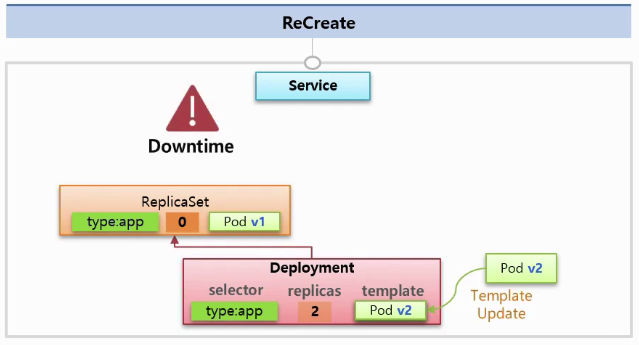 ReCreate
Service
Downtime
ReplicaSet
type:app 0 Pod v1
Deployment
selector replicas template
type:app 2 Pod v2
Pod v2
Template
Update